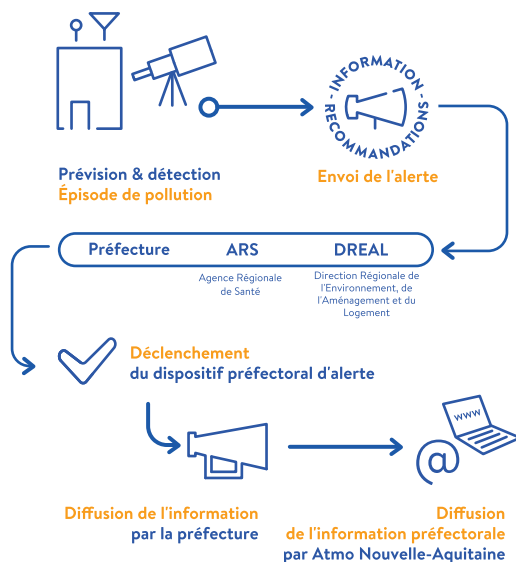 - INFORMATION -
RECOMMANDATIONS
Prévision & détection
Épisode de pollution
Envoi de l'alerte
Préfecture ARS DREAL
Agence Régionale
de Santé
Direction Régionale de
l'Environnement, de
l'Aménagement et du
Logement
Déclenchement
du dispositif préfectoral d'alerte
www
@
Diffusion de l'information
par la préfecture
Diffusion
de l'information préfectorale
par Atmo Nouvelle-Aquitaine